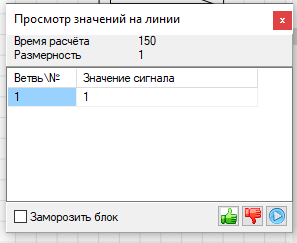 Просмотр значений на линии
Время расчёта 150
Размерность 1
Ветвь\№ Значение сигнала
1 1
Заморозить блок